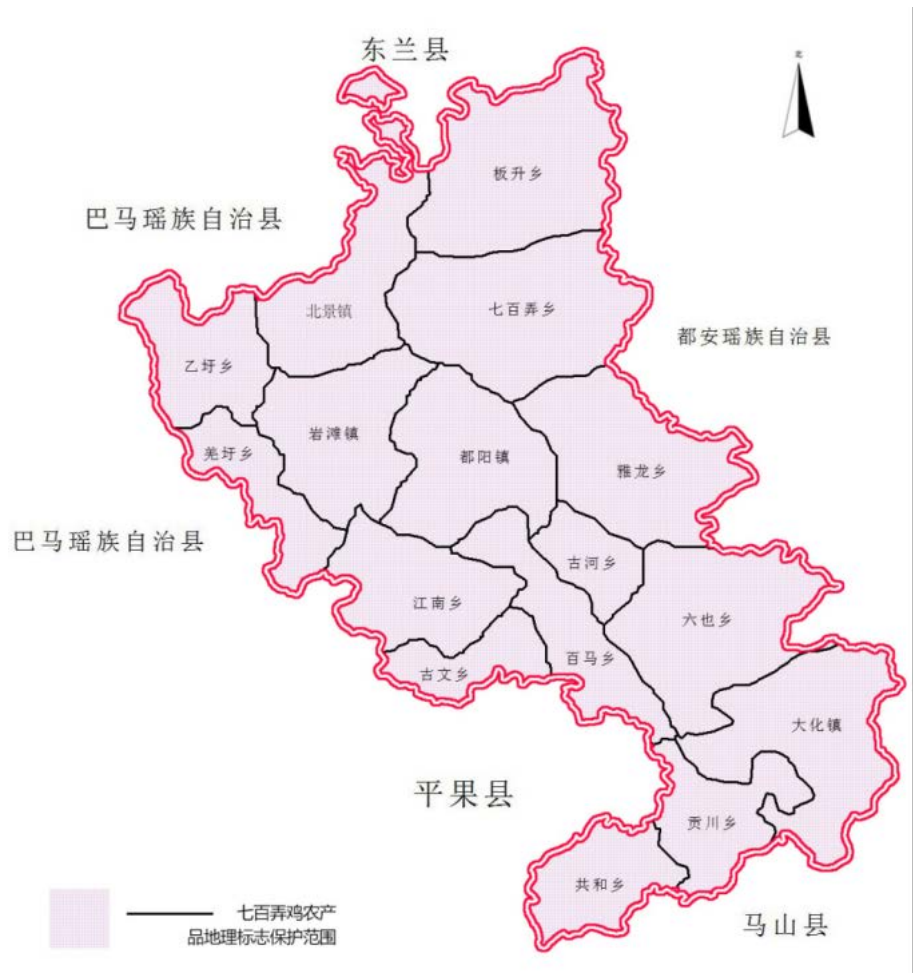 东兰县
北
板升乡
巴马瑶族自治县
七百弄乡
北景镇
都安瑶族自治县
乙圩乡
岩滩镇
羌圩乡
都阳镇
雅龙乡
巴马瑶族自治县
古河乡
江南乡
六也乡
百马乡
古文乡
大化镇
平果县
贡川乡
共和乡
马山县
七百弄鸡农产
品地理标志保护范围